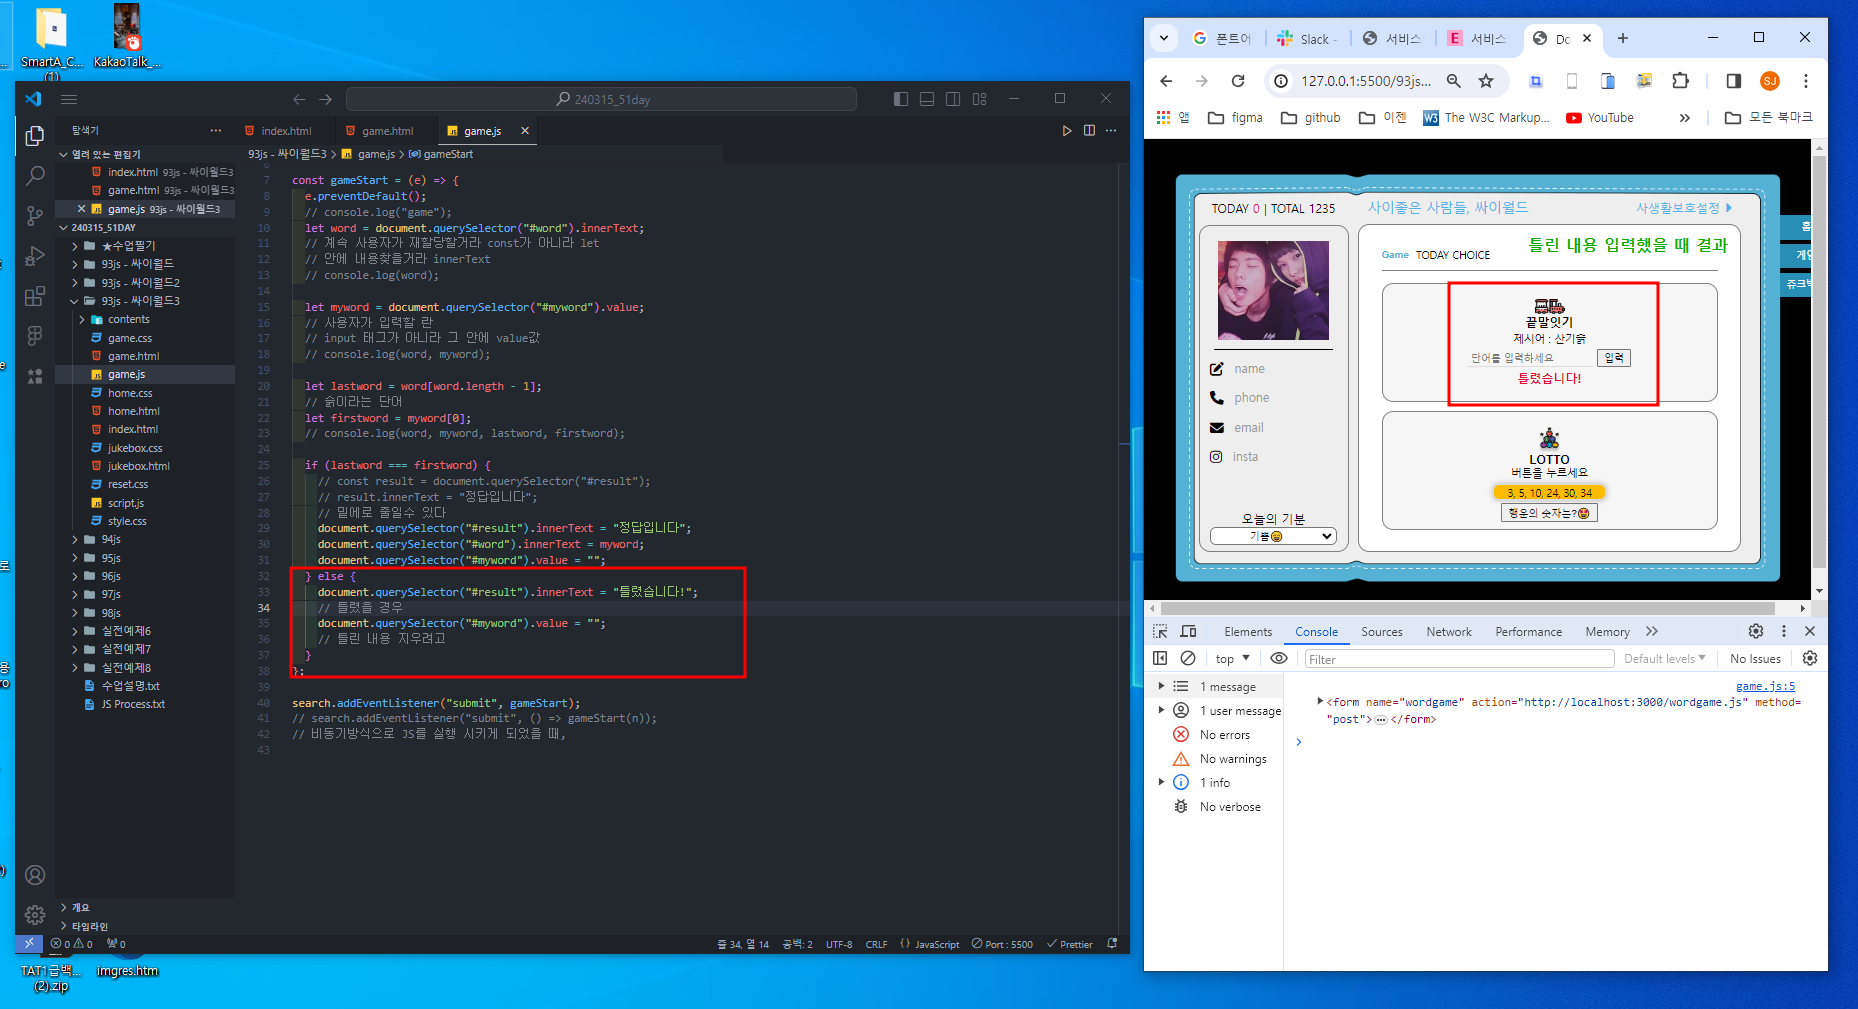 SmartA_C...
(1)
KakaoTalk_...
240315_51day
탐색기
index.html
game.html
game.js
93js - 싸이월드3 > game.js > gameStart
열려 있는 편집기
index.html 93js - 싸이월드3
game.html 93js - 싸이월드3
game.js 93js - 싸이월드3
240315_51DAY
★수업필기
93js - 싸이월드
93js - 싸이월드2
93js - 싸이월드3
contents
game.css
game.html
game.js
home.css
home.html
index.html
jukebox.css
jukebox.html
reset.css
script.js
style.css
94js
95js
96js
97js
98js
실전예제6
실전예제7
실전예제8
수업설명.txt
JS Process.txt
개요
타임라인
6
7 const gameStart = (e) => {
8 e.preventDefault();
9 // console.log("game");
10 let word = document.querySelector("#word").innerText;
11 // 계속 사용자가 재할당할거라 const가 아니라 let
12 // 안에 내용찾을거라 innerText
13 // console.log(word);
14
15 let myword = document.querySelector("#myword").value;
16 // 사용자가 입력할 란
17 // input 태그가 아니라 그 안에 value값
18 // console.log(word, myword);
19
20 let lastword = word[word.length - 1];
21 // 슭이라는 단어
22 let firstword = myword[0];
23 // console.log(word, myword, lastword, firstword);
24
25 if (lastword === firstword) {
26 // const result = document.querySelector("#result");
27 // result.innerText = "정답입니다";
28 // 밑에로 줄일수 있다
29 document.querySelector("#result").innerText = "정답입니다";
30 document.querySelector("#word").innerText = myword;
31 document.querySelector("#myword").value = "";
32 } else {
33 document.querySelector("#result").innerText = "틀렸습니다!";
34 // 틀렸을 경우
35 document.querySelector("#myword").value = "";
36 // 틀린 내용 지우려고
37 }
38 };
39
40 search.addEventListener("submit", gameStart);
41 // search.addEventListener("submit", () => gameStart(n));
42 // 비동기방식으로 JS를 실행 시키게 되었을 때,
43
0 0 0
줄 34, 열 14 공백: 2 UTF-8 CRLF {} JavaScript Port : 5500 Prettier
TAT1급백...
(2).zip
imgres.htm
폰트어
Slack -
서비스
서비스
Do
127.0.0.1:5500/93js...
SJ
앱
figma
github
이젠
The W3C Markup...
YouTube
모든 북마크
TODAY 0 | TOTAL 1235
사이좋은 사람들, 싸이월드
사생활보호설정
홈
쥬크박
name
phone
email
insta
오늘의 기분
기쁨😀
Game TODAY CHOICE
틀린 내용 입력했을 때 결과
끝말잇기
제시어 : 산기슭
단어를 입력하세요
입력
틀렸습니다!
LOTTO
버튼을 누르세요
3, 5, 10, 24, 30, 34
행운의 숫자는?🤩
Elements Console Sources Network Performance Memory
top
Filter
Default levels
No Issues
1 message
1 user message
No errors
No warnings
1 info
No verbose
game.js:5
<form name="wordgame" action="http://localhost:3000/wordgame.js" method=
"post">…</form>